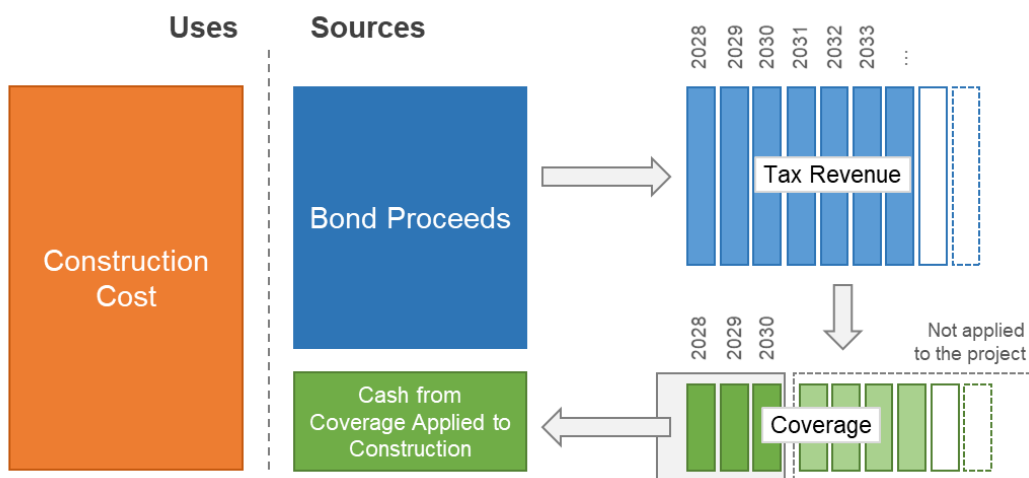 Uses
Sources
2028
2029
2030
2031
2032
2033
...
Construction
Cost
Bond Proceeds
Tax Revenue
2028
2029
2030
Not applied
to the project
Cash from
Coverage Applied to
Construction
Coverage